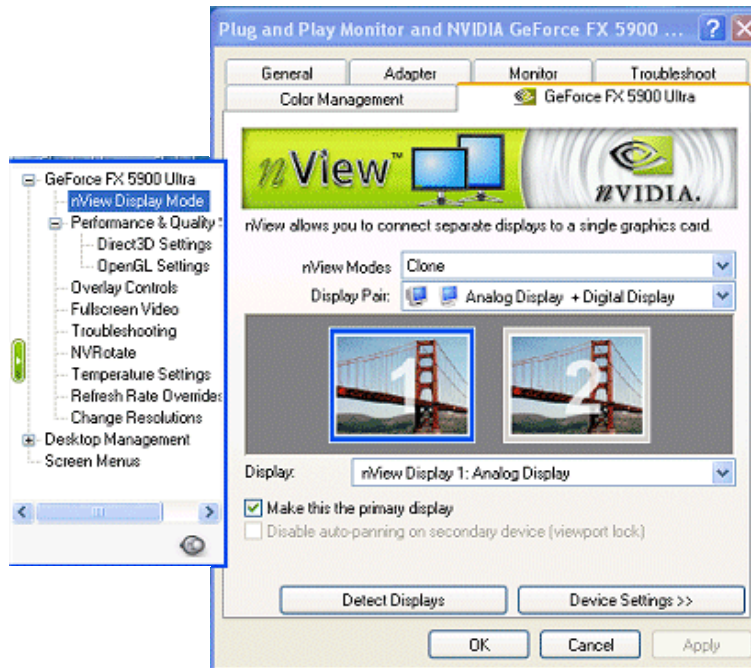 Plug and Play Monitor and NVIDIA GeForce FX 5900 ...
General Adapter Monitor Troubleshoot
Color Management GeForce FX 5900 Ultra
nView™ NVIDIA.
nView allows you to connect separate displays to a single graphics card.
nView Modes Clone
Display Pair: Analog Display + Digital Display
1 2
Display: nView Display 1: Analog Display
Make this the primary display
Disable auto-panning on secondary device (viewport lock)
Detect Displays Device Settings >>
OK Cancel Apply
GeForce FX 5900 Ultra
nView Display Mode
Performance & Quality
Direct3D Settings
OpenGL Settings
Overlay Controls
Fullscreen Video
Troubleshooting
NVRotate
Temperature Settings
Refresh Rate Overrides
Change Resolutions
Desktop Management
Screen Menus